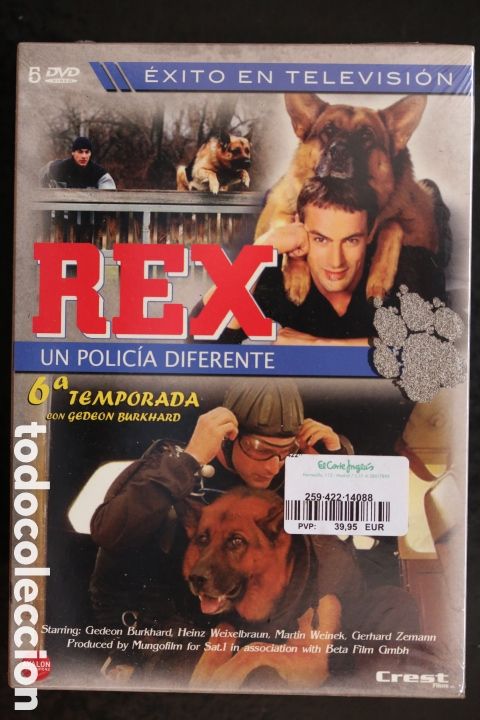 5 DVD
VIDEO
ÉXITO EN TELEVISIÓN
REX
UN POLICÍA DIFERENTE
6ª TEMPORADA
CON GEDEON BURKHARD
El Corte Inglés
259-422-14088
PVP: 39,95 EUR
Starring: Gedeon Burkhard, Heinz Weixelbraun, Martin Weinek, Gerhard Zemann
Produced by Mungofilm for Sat.1 in association with Beta Film Gmbh
Crest
Films
todocoleccion